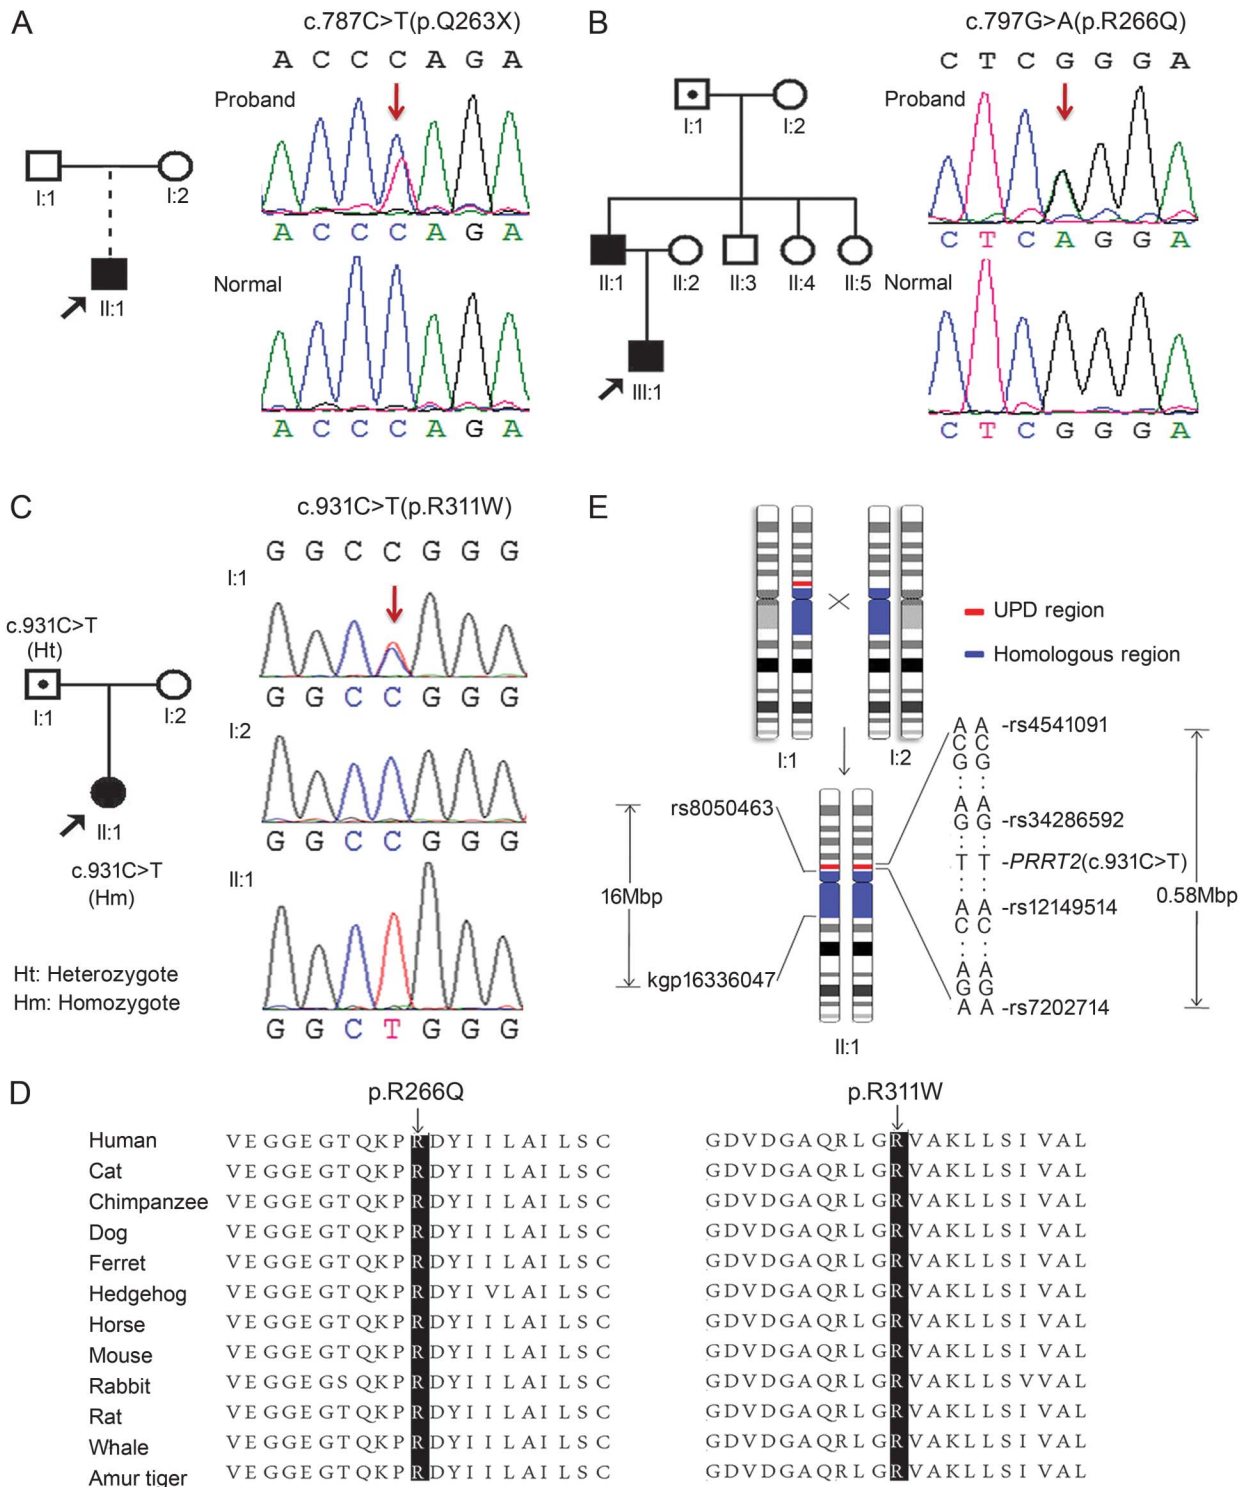 A
c.787C>T(p.Q263X)
A C C C A G A
Proband
I:1
I:2
II:1
A C C C A G A
Normal
A C C C A G A
B
c.797G>A(p.R266Q)
C T C G G G A
Proband
I:1
I:2
II:1
II:2
II:3
II:4
II:5
III:1
C T C A G G A
Normal
C T C G G G A
C
c.931C>T(p.R311W)
G G C C G G G
I:1
c.931C>T
(Ht)
I:1
I:2
II:1
c.931C>T
(Hm)
Ht: Heterozygote
Hm: Homozygote
G G C C G G G
I:2
G G C C G G G
II:1
G G C T G G G
E
I:1
I:2
UPD region
Homologous region
rs8050463
16Mbp
kgp16336047
II:1
A A -rs4541091
C C
G G
A A
G G -rs34286592
T T -PRRT2(c.931C>T)
A A -rs12149514
C C
A A
G G
A A -rs7202714
0.58Mbp
D
p.R266Q
p.R311W
Human VEGGEGTQKPRDYIILAILSC GDVDGAQRLGRVAKLLSIVAL
Cat VEGGEGTQKPRDYIILAILSC GDVDGAQRLGRVAKLLSIVAL
Chimpanzee VEGGEGTQKPRDYIILAILSC GDVDGAQRLGRVAKLLSIVAL
Dog VEGGEGTQKPRDYIILAILSC GDVDGAQRLGRVAKLLSIVAL
Ferret VEGGEGTQKPRDYIILAILSC GDVDGAQRLGRVAKLLSIVAL
Hedgehog VEGGEGTQKPRDYIVLAILSC GDVDGAQRLGRVAKLLSIVAL
Horse VEGGEGTQKPRDYIILAILSC GDVDGAQRLGRVAKLLSIVAL
Mouse VEGGEGTQKPRDYIILAILSC GDVDGAQRLGRVAKLLSIVAL
Rabbit VEGGEGSQKPRDYIILAILSC GDVDGAQRLGRVAKLLSVVAL
Rat VEGGEGTQKPRDYIILAILSC GDVDGAQRLGRVAKLLSIVAL
Whale VEGGEGTQKPRDYIILAILSC GDVDGAQRLGRVAKLLSIVAL
Amur tiger VEGGEGTQKPRDYIILAILSC GDVDGAQRLGRVAKLLSIVAL